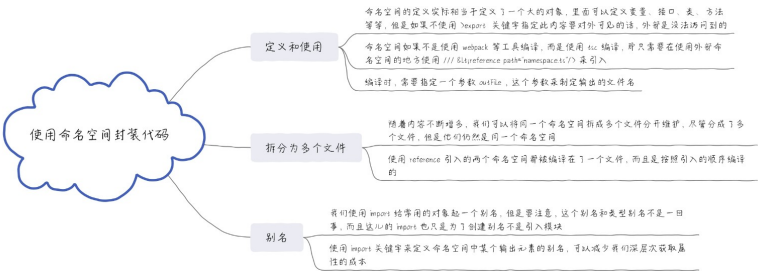 使用命名空间封装代码
定义和使用
命名空间的定义实际相当于定义了一个大的对象，里面可以定义变量、接口、类、方法
等等，但是如果不使用 )export 关键字指定此内容要对外可见的话，外部是没法访问到的
命名空间如果不是使用 webpack 等工具编译，而是使用 tsc 编译，那只需要在使用外部命
名空间的地方使用 /// &lt;reference path="namespace.ts"/> 来引入
编译时，需要指定一个参数 outFile，这个参数来制定输出的文件名
拆分为多个文件
随着内容不断增多，我们可以将同一个命名空间拆成多个文件分开维护，尽管分成了多
个文件，但是他们仍然是同一个命名空间
使用 reference 引入的两个命名空间都被编译在了一个文件，而且是按照引入的顺序编译
的
别名
我们使用 import 给常用的对象起一个别名，但是要注意，这个别名和类型别名不是一回
事，而且这儿的 import 也只是为了创建别名不是引入模块
使用 import 关键字来定义命名空间中某个输出元素的别名，可以减少我们深层次获取属
性的成本